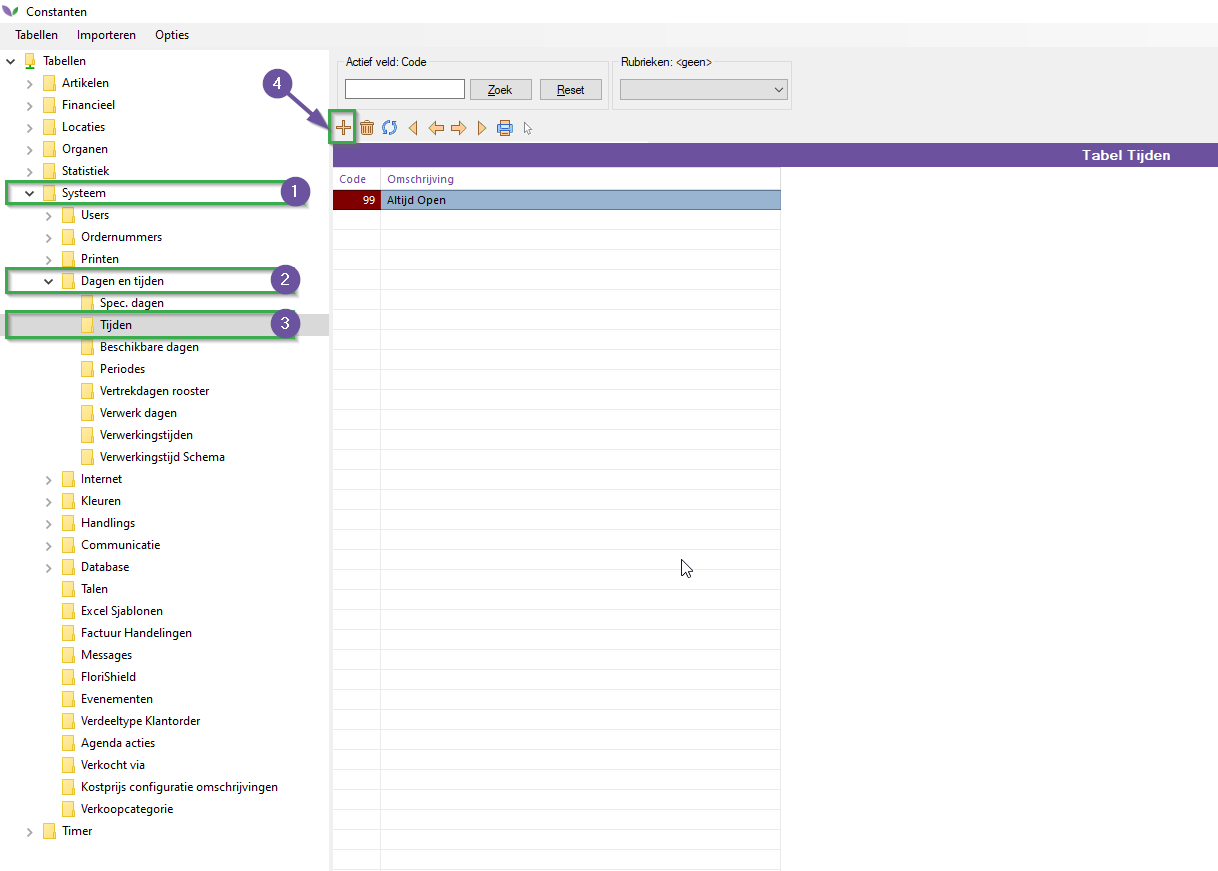 Constanten
Tabellen Importeren Opties
Tabellen
Artikelen
Financieel
Locaties
Organen
Statistiek
Systeem 1
Users
Ordernummers
Printen
Dagen en tijden 2
Spec. dagen
Tijden 3
Beschikbare dagen
Periodes
Vertrekdagen rooster
Verwerk dagen
Verwerkingstijden
Verwerkingstijd Schema
Internet
Kleuren
Handlings
Communicatie
Database
Talen
Excel Sjablonen
Factuur Handelingen
Messages
FloriShield
Evenementen
Verdeeltype Klantorder
Agenda acties
Verkocht via
Kostprijs configuratie omschrijvingen
Verkoopcategorie
Timer
4
Actief veld: Code
Zoek Reset
Rubrieken: <geen>
Tabel Tijden
Code Omschrijving
99 Altijd Open